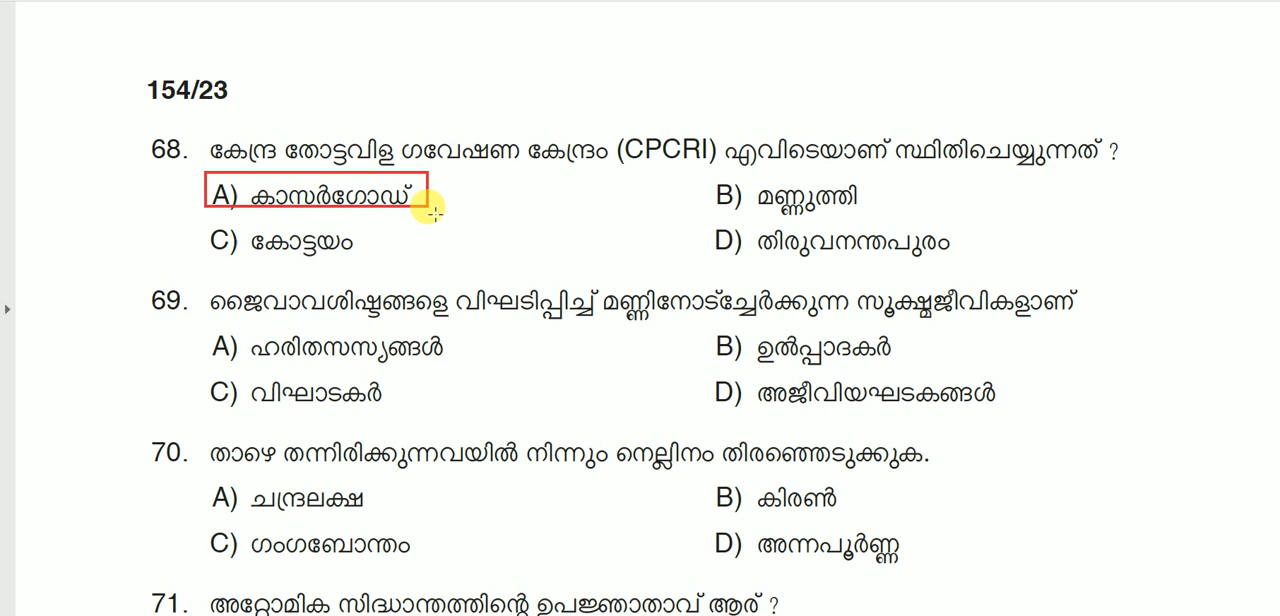 154/23
68. കേന്ദ്ര തോട്ടവിള ഗവേഷണ കേന്ദ്രം (CPCRI) എവിടെയാണ് സ്ഥിതിചെയ്യുന്നത് ?
A) കാസർഗോഡ് B) മണ്ണുത്തി
C) കോട്ടയം D) തിരുവനന്തപുരം
69. ജൈവാവശിഷ്ടങ്ങളെ വിഘടിപ്പിച്ച് മണ്ണിനോട്ച്ചേർക്കുന്ന സൂക്ഷ്മജീവികളാണ്
A) ഹരിതസസ്യങ്ങൾ B) ഉൽപ്പാദകർ
C) വിഘാടകർ D) അജീവിയഘടകങ്ങൾ
70. താഴെ തന്നിരിക്കുന്നവയിൽ നിന്നും നെല്ലിനം തിരഞ്ഞെടുക്കുക.
A) ചന്ദ്രലക്ഷ B) കിരൺ
C) ഗംഗബോന്തം D) അന്നപൂർണ്ണ
71. അറ്റോമിക സിദ്ധാന്തത്തിന്റെ ഉപജ്ഞാതാവ് ആര് ?